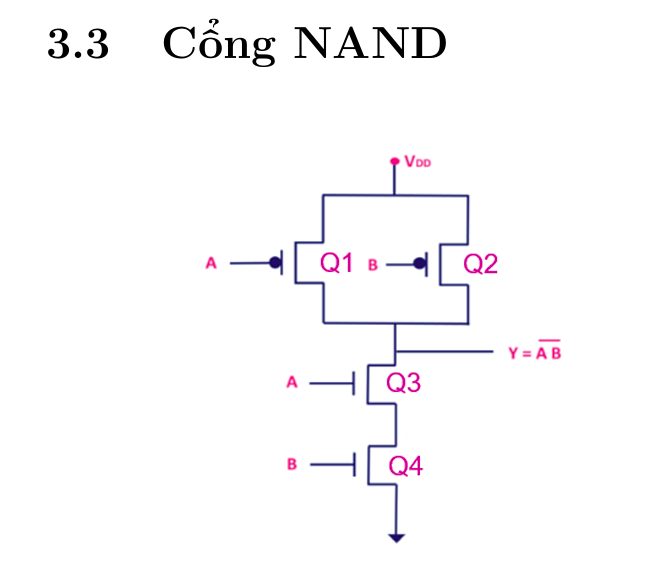 3.3 Cổng NAND
VDD
A
Q1
B
Q2
Y = A̅ B̅
A
Q3
B
Q4